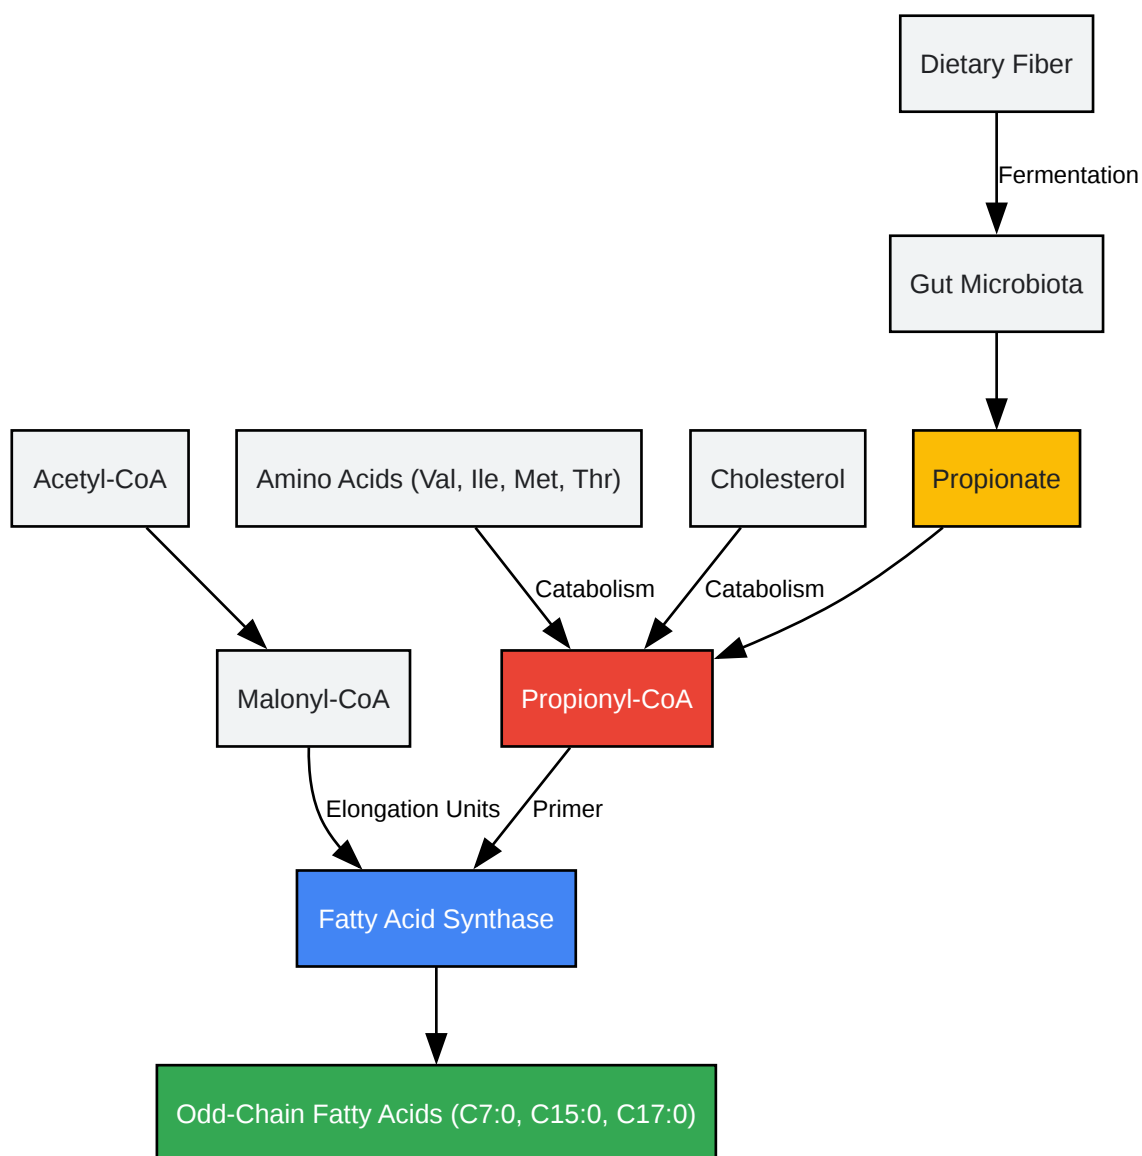 Dietary Fiber
Fermentation
Gut Microbiota
Acetyl-CoA
Amino Acids (Val, Ile, Met, Thr)
Cholesterol
Propionate
Catabolism
Catabolism
Malonyl-CoA
Propionyl-CoA
Elongation Units
Primer
Fatty Acid Synthase
Odd-Chain Fatty Acids (C7:0, C15:0, C17:0)